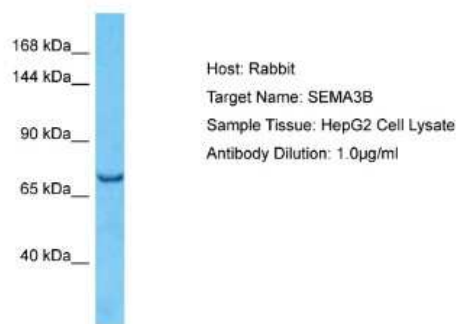 168 kDa
144 kDa
90 kDa
65 kDa
40 kDa
Host: Rabbit
Target Name: SEMA3B
Sample Tissue: HepG2 Cell Lysate
Antibody Dilution: 1.0µg/ml